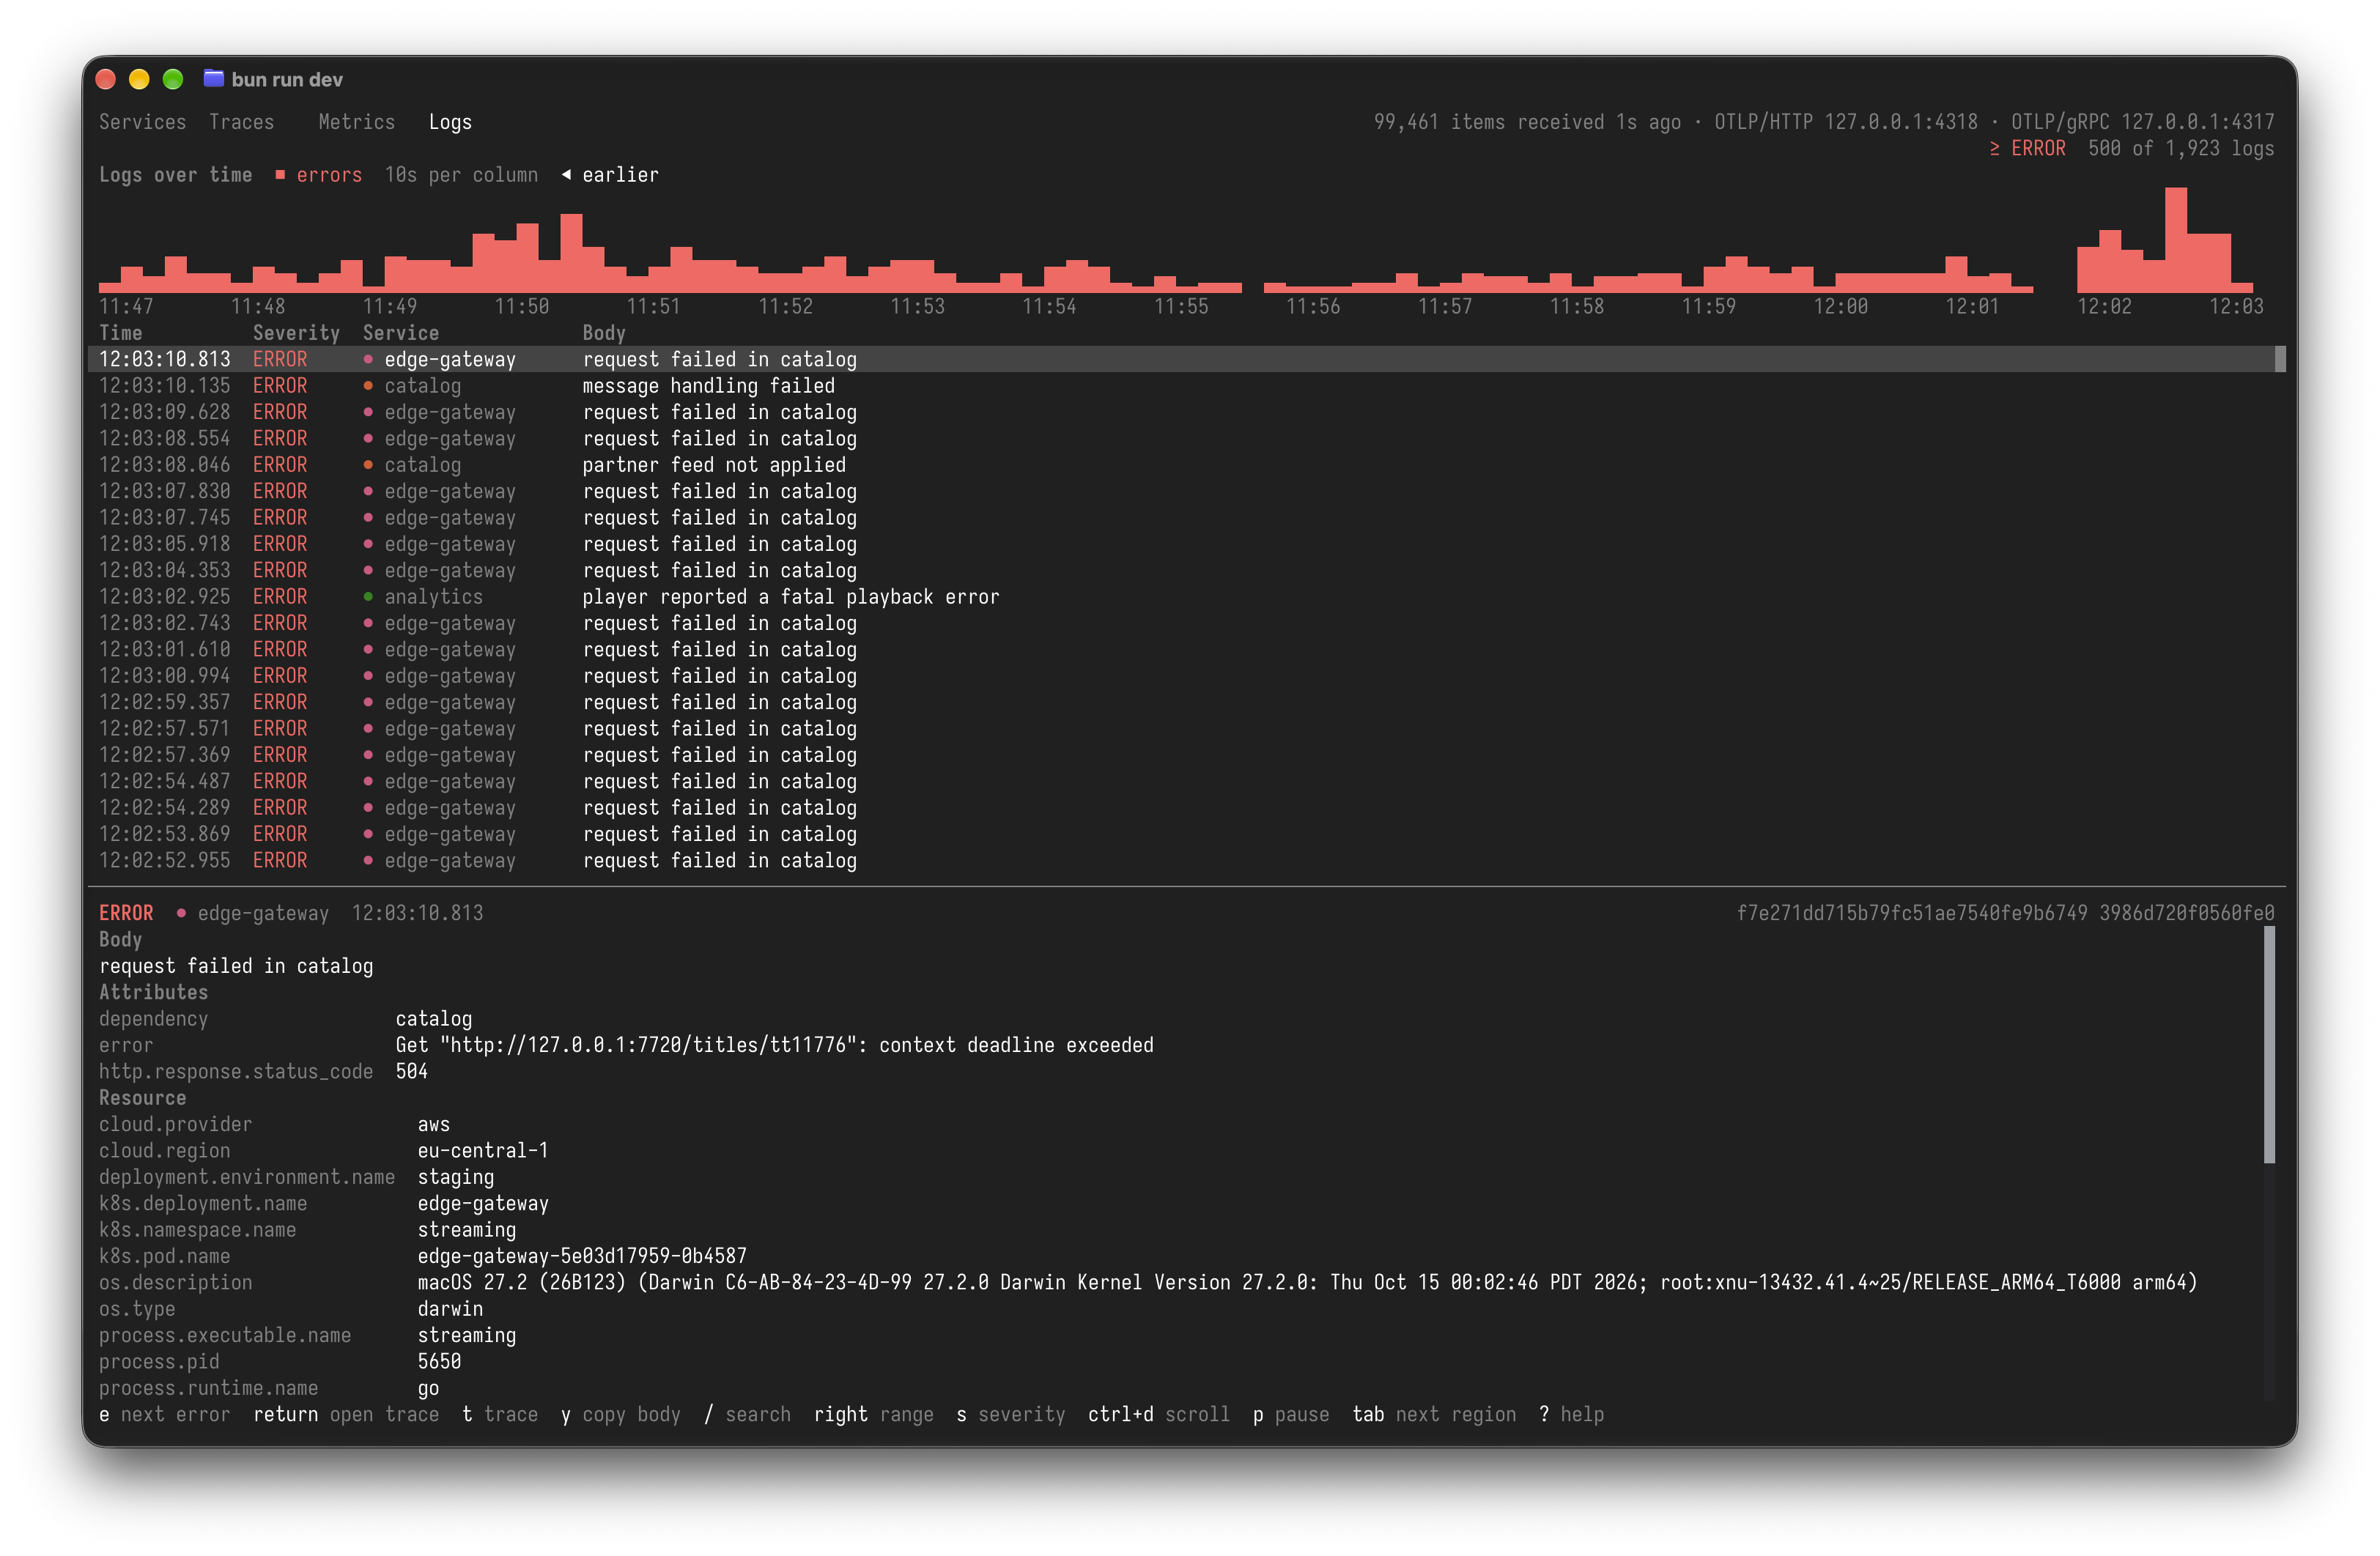 bun run dev
Services Traces Metrics Logs 99,461 items received 1s ago · OTLP/HTTP 127.0.0.1:4318 · OTLP/gRPC 127.0.0.1:4317
≥ ERROR 500 of 1,923 logs
Logs over time ■ errors 10s per column ◄ earlier
11:47 11:48 11:49 11:50 11:51 11:52 11:53 11:54 11:55 11:56 11:57 11:58 11:59 12:00 12:01 12:02 12:03
Time Severity Service Body
12:03:10.813 ERROR ● edge-gateway request failed in catalog
12:03:10.135 ERROR ● catalog message handling failed
12:03:09.628 ERROR ● edge-gateway request failed in catalog
12:03:08.554 ERROR ● edge-gateway request failed in catalog
12:03:08.046 ERROR ● catalog partner feed not applied
12:03:07.830 ERROR ● edge-gateway request failed in catalog
12:03:07.745 ERROR ● edge-gateway request failed in catalog
12:03:05.918 ERROR ● edge-gateway request failed in catalog
12:03:04.353 ERROR ● edge-gateway request failed in catalog
12:03:02.925 ERROR ● analytics player reported a fatal playback error
12:03:02.743 ERROR ● edge-gateway request failed in catalog
12:03:01.610 ERROR ● edge-gateway request failed in catalog
12:03:00.994 ERROR ● edge-gateway request failed in catalog
12:02:59.357 ERROR ● edge-gateway request failed in catalog
12:02:57.571 ERROR ● edge-gateway request failed in catalog
12:02:57.369 ERROR ● edge-gateway request failed in catalog
12:02:54.487 ERROR ● edge-gateway request failed in catalog
12:02:54.289 ERROR ● edge-gateway request failed in catalog
12:02:53.869 ERROR ● edge-gateway request failed in catalog
12:02:52.955 ERROR ● edge-gateway request failed in catalog
ERROR ● edge-gateway 12:03:10.813 f7e271dd715b79fc51ae7540fe9b6749 3986d720f0560fe0
Body
request failed in catalog
Attributes
dependency catalog
error Get "http://127.0.0.1:7720/titles/tt11776": context deadline exceeded
http.response.status_code 504
Resource
cloud.provider aws
cloud.region eu-central-1
deployment.environment.name staging
k8s.deployment.name edge-gateway
k8s.namespace.name streaming
k8s.pod.name edge-gateway-5e03d17959-0b4587
os.description macOS 27.2 (26B123) (Darwin C6-AB-84-23-4D-99 27.2.0 Darwin Kernel Version 27.2.0: Thu Oct 15 00:02:46 PDT 2026; root:xnu-13432.41.4~25/RELEASE_ARM64_T6000 arm64)
os.type darwin
process.executable.name streaming
process.pid 5650
process.runtime.name go
e next error return open trace t trace y copy body / search right range s severity ctrl+d scroll p pause tab next region ? help